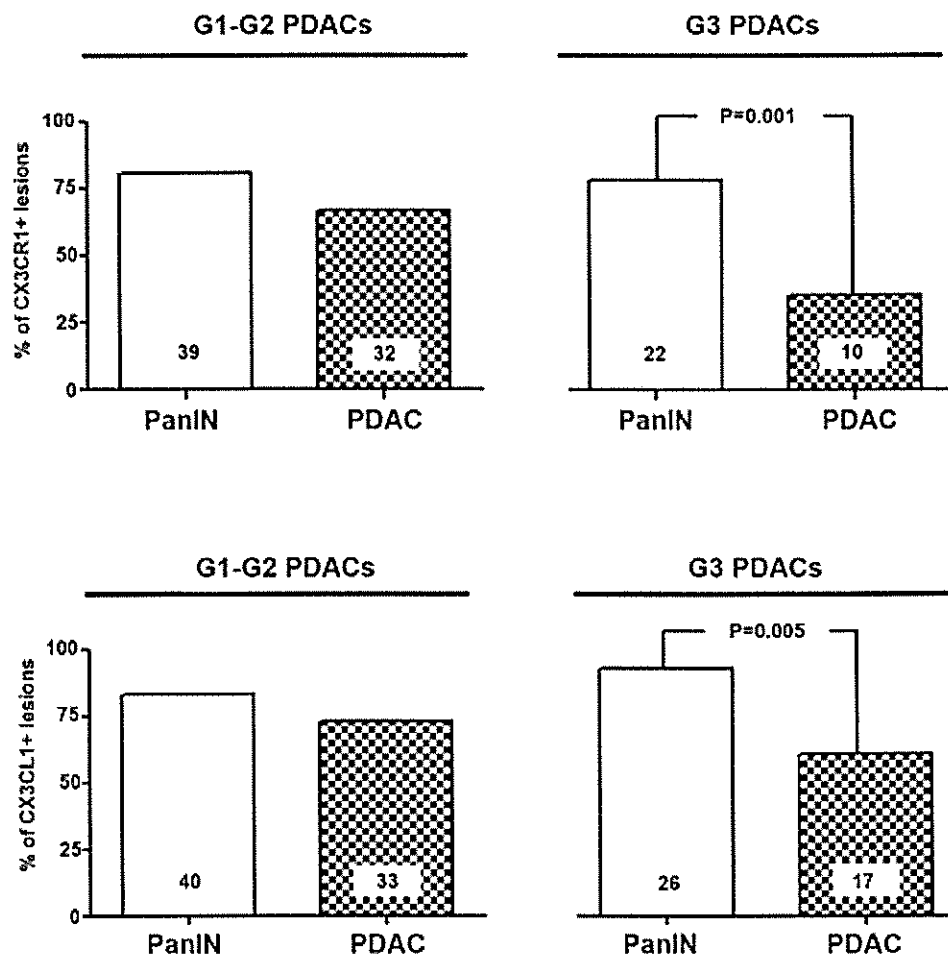 G1-G2 PDACs
G3 PDACs
% of CX3CR1+ lesions
100
75
50
25
0
P=0.001
39
32
22
10
PanIN
PDAC
PanIN
PDAC
G1-G2 PDACs
G3 PDACs
% of CX3CL1+ lesions
100
75
50
25
0
P=0.005
40
33
26
17
PanIN
PDAC
PanIN
PDAC